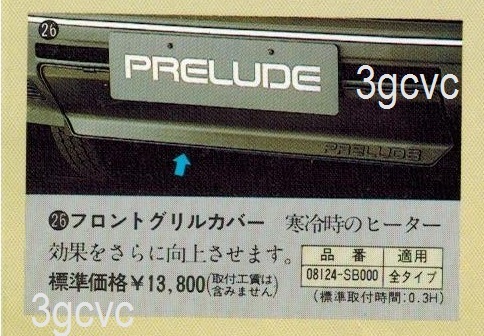 26
PRELUDE
3gcvc
PRELUDE
26フロントグリルカバー 寒冷時のヒーター
効果をさらに向上させます。
標準価格¥13,800(取付工賃は含みません)
品番 適用
08124-SB000 全タイプ
(標準取付時間:0.3H)
3gcvc